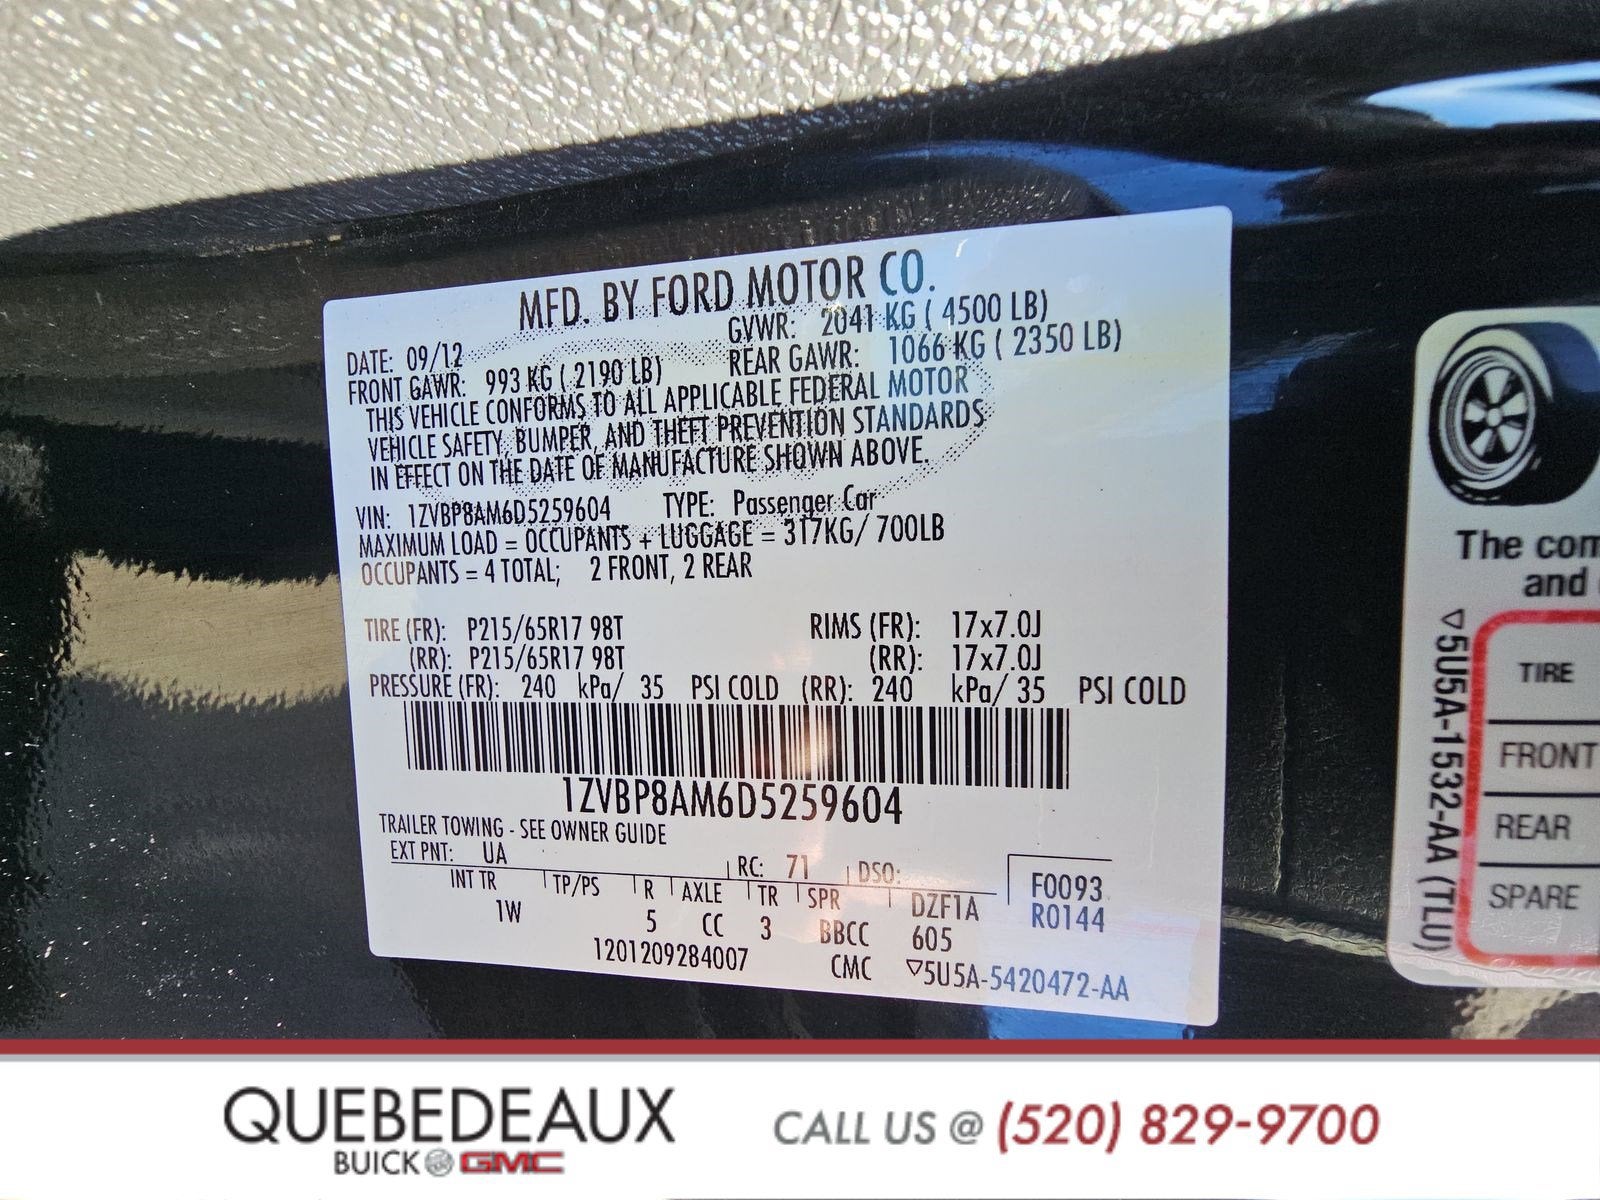 MFD. BY FORD MOTOR CO.
DATE: 09/12 GVWR: 2041 KG ( 4500 LB)
FRONT GAWR: 993 KG ( 2190 LB) REAR GAWR: 1066 KG ( 2350 LB)
THIS VEHICLE CONFORMS TO ALL APPLICABLE FEDERAL MOTOR
VEHICLE SAFETY, BUMPER, AND THEFT PREVENTION STANDARDS
IN EFFECT ON THE DATE OF MANUFACTURE SHOWN ABOVE.
VIN: 1ZVBP8AM6D5259604 TYPE: Passenger Car
MAXIMUM LOAD = OCCUPANTS + LUGGAGE = 317KG/ 700LB
OCCUPANTS = 4 TOTAL; 2 FRONT, 2 REAR
TIRE (FR): P215/65R17 98T RIMS (FR): 17x7.0J
(RR): P215/65R17 98T (RR): 17x7.0J
PRESSURE (FR): 240 kPa/ 35 PSI COLD (RR): 240 kPa/ 35 PSI COLD
1ZVBP8AM6D5259604
TRAILER TOWING - SEE OWNER GUIDE
EXT PNT: UA RC: 71 DSO:
INT TR TP/PS R AXLE TR SPR DZF1A F0093
1W 5 CC 3 BBCC 605 R0144
1201209284007 CMC ▽5U5A-5420472-AA
The com
and
▽5U5A-1532-AA (TLU)
TIRE
FRONT
REAR
SPARE
QUEBEDEAUX
BUICK GMC
CALL US @ (520) 829-9700